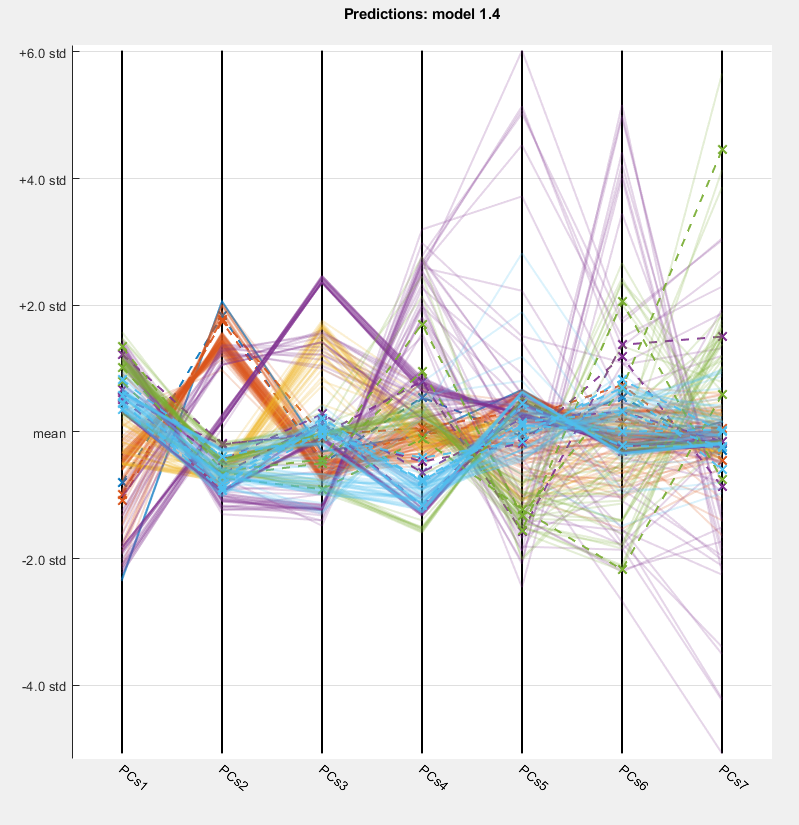 Predictions: model 1.4
+6.0 std
+4.0 std
+2.0 std
mean
-2.0 std
-4.0 std
PCs1
PCs2
PCs3
PCs4
PCs5
PCs6
PCs7